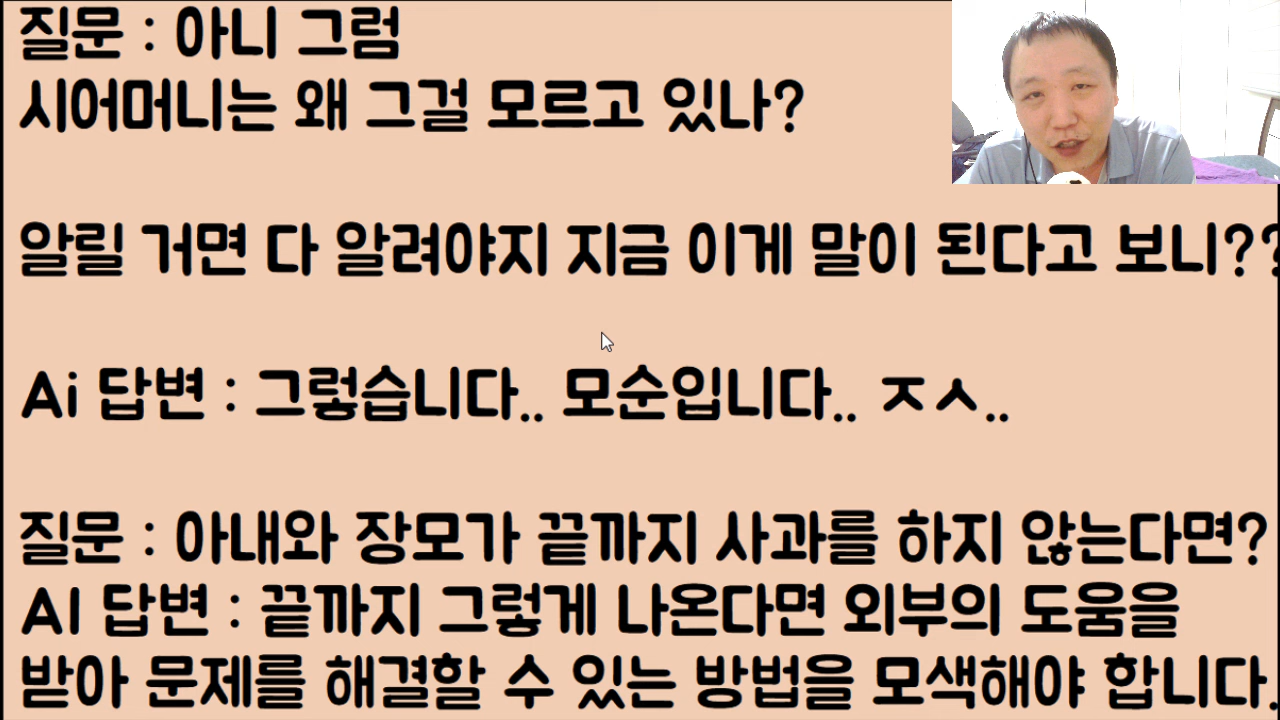 질문 : 아니 그럼
시어머니는 왜 그걸 모르고 있나?
알릴 거면 다 알려야지 지금 이게 말이 된다고 보니??
Ai 답변 : 그렇습니다.. 모순입니다.. ㅈㅅ..
질문 : 아내와 장모가 끝까지 사과를 하지 않는다면?
AI 답변 : 끝까지 그렇게 나온다면 외부의 도움을
받아 문제를 해결할 수 있는 방법을 모색해야 합니다.